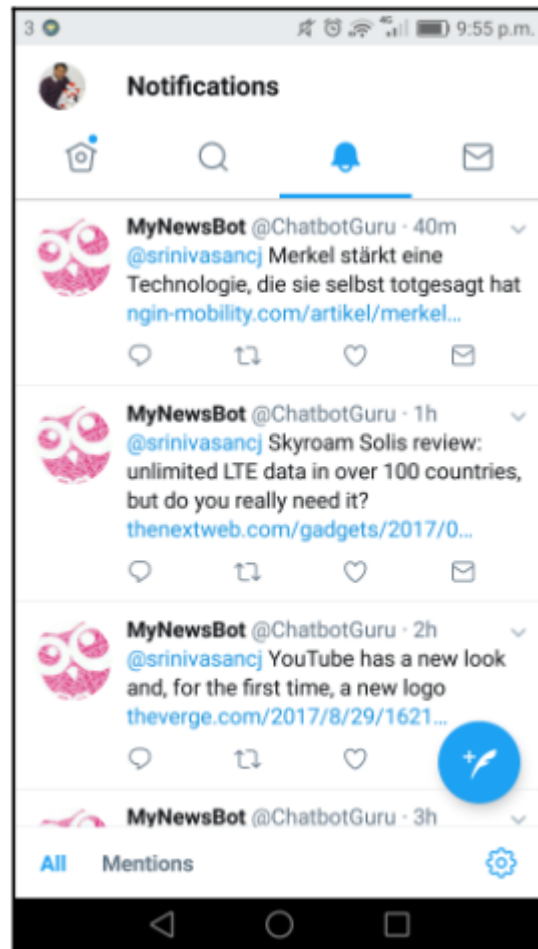 3 4G 9:55 p.m.
Notifications
MyNewsBot @ChatbotGuru · 40m
@srinivasancj Merkel stärkt eine
Technologie, die sie selbst totgesagt hat
ngin-mobility.com/artikel/merkel...
MyNewsBot @ChatbotGuru · 1h
@srinivasancj Skyroam Solis review:
unlimited LTE data in over 100 countries,
but do you really need it?
thenextweb.com/gadgets/2017/0...
MyNewsBot @ChatbotGuru · 2h
@srinivasancj YouTube has a new look
and, for the first time, a new logo
theverge.com/2017/8/29/1621...
MyNewsBot @ChatbotGuru · 3h
All Mentions